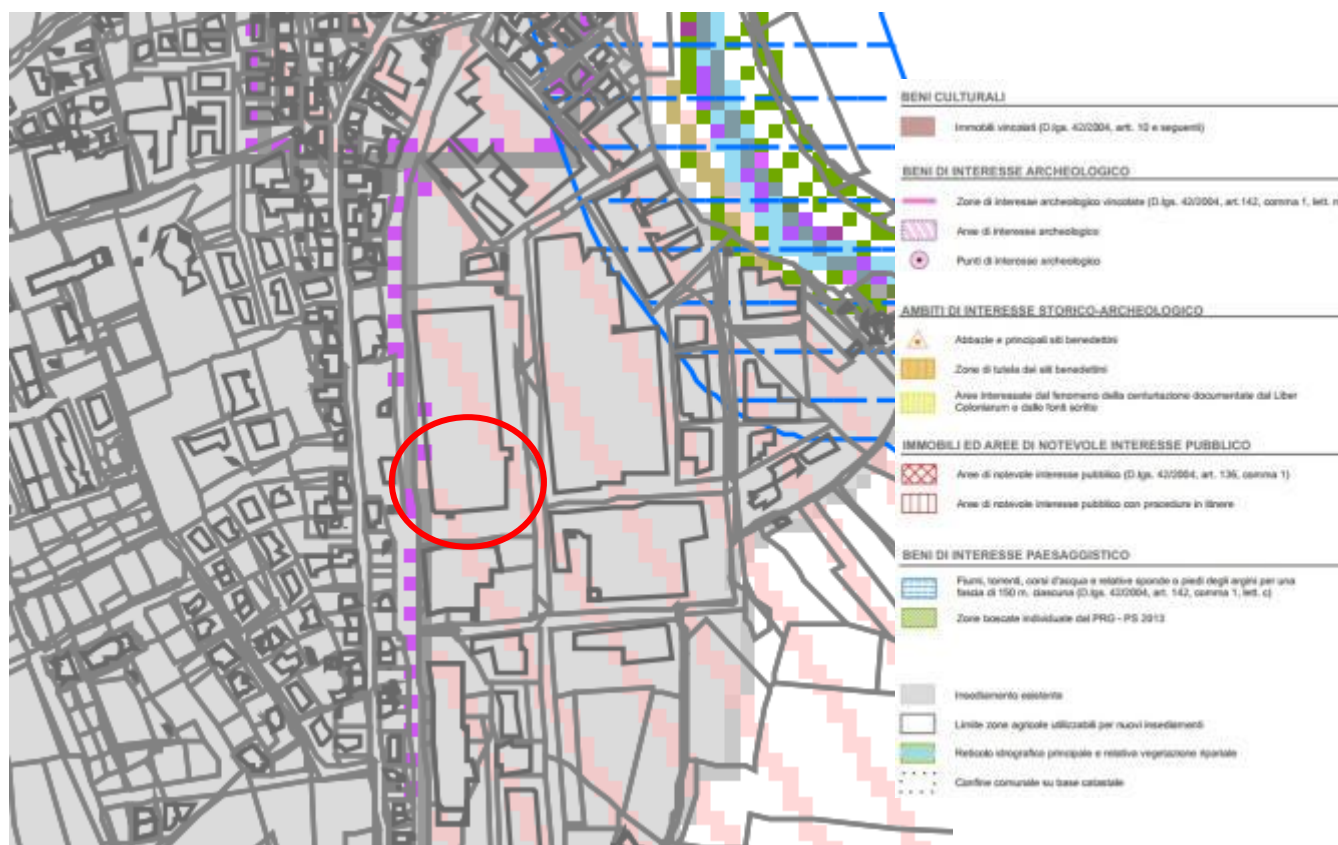 BENI CULTURALI
Immobili vincolati (D.lgs. 42/2004, art. 10 e seguenti)
BENI DI INTERESSE ARCHEOLOGICO
Zone di interesse archeologico vincolate (D.lgs. 42/2004, art.142, comma 1, lett. m
Aree di interesse archeologico
Punti di interesse archeologico
AMBITI DI INTERESSE STORICO-ARCHEOLOGICO
Abbazie e principali siti benedettini
Zone di tutela dei siti benedettini
Aree interessate dal fenomeno della centuriazione documentate dal Liber
Coloniarum o dalle fonti scritte
IMMOBILI ED AREE DI NOTEVOLE INTERESSE PUBBLICO
Aree di notevole interesse pubblico (D.lgs. 42/2004, art. 136, comma 1)
Aree di notevole interesse pubblico con procedure in itinere
BENI DI INTERESSE PAESAGGISTICO
Fiumi, torrenti, corsi d'acqua e relative sponde o piedi degli argini per una
fascia di 150 m. ciascuna (D.lgs. 42/2004, art. 142, comma 1, lett. c)
Zone boscate individuate dal PRG - PS 2013
Insediamento esistente
Limite zone agricole utilizzabili per nuovi insediamenti
Reticolo idrografico principale e relativa vegetazione ripariale
Confine comunale su base catastale